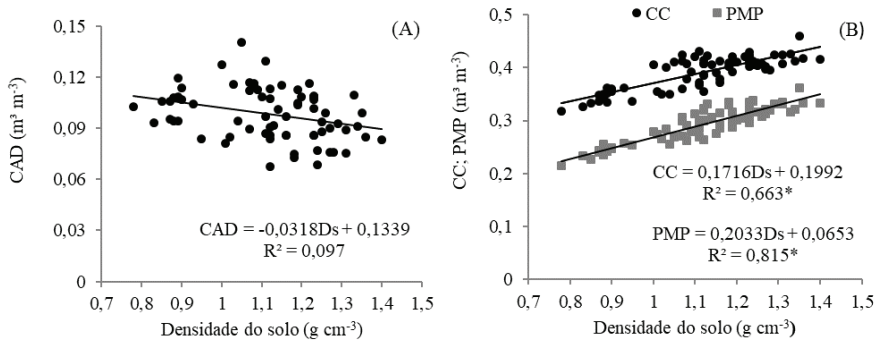 (A)
CAD (m³ m⁻³)
0,15
0,12
0,09
0,06
0,03
0
CAD = -0,0318Ds + 0,1339
R² = 0,097
0,7 0,8 0,9 1 1,1 1,2 1,3 1,4 1,5
Densidade do solo (g cm⁻³)
CC PMP
(B)
CC; PMP (m³ m⁻³)
0,5
0,4
0,3
0,2
0,1
0
CC = 0,1716Ds + 0,1992
R² = 0,663*
PMP = 0,2033Ds + 0,0653
R² = 0,815*
0,7 0,8 0,9 1 1,1 1,2 1,3 1,4 1,5
Densidade do solo (g cm⁻³)